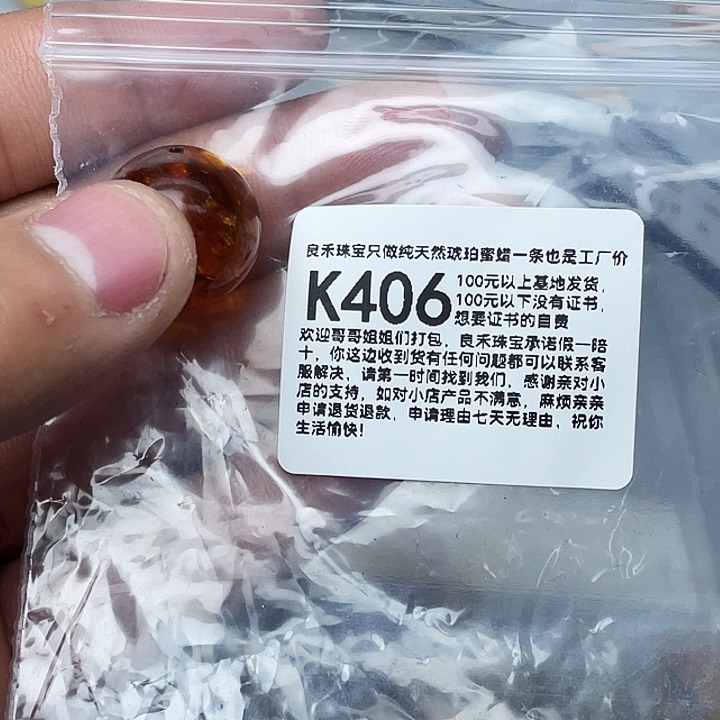 良禾珠宝只做纯天然琥珀蜜蜡一条也是工厂价
K406
100元以上基地发货，
100元以下没有证书，
想要证书的自费
欢迎哥哥姐姐们打包，良禾珠宝承诺假一赔
十，你这边收到货有任何问题都可以联系客
服解决，请第一时间找到我们，感谢亲对小
店的支持，如对小店产品不满意，麻烦亲亲
申请退货退款，申请理由七天无理由，祝你
生活愉快！